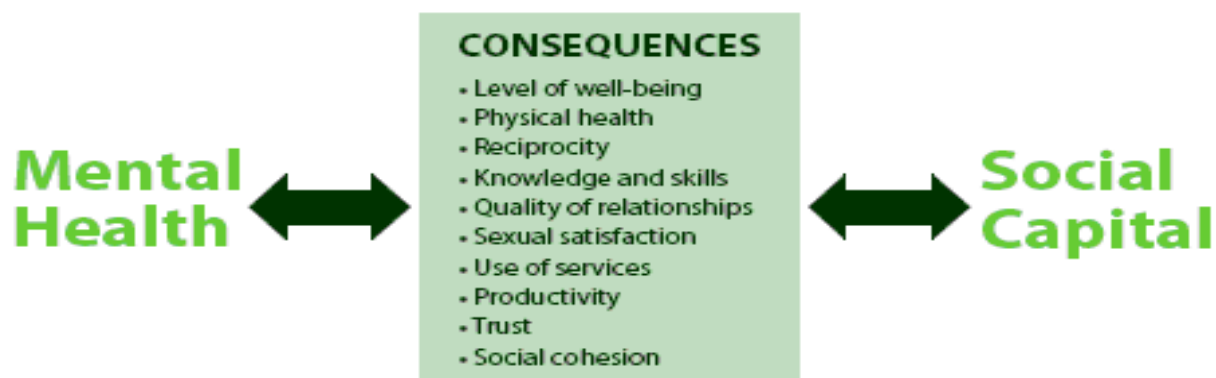 CONSEQUENCES
• Level of well-being
• Physical health
• Reciprocity
• Knowledge and skills
• Quality of relationships
• Sexual satisfaction
• Use of services
• Productivity
• Trust
• Social cohesion
Mental
Health
Social
Capital